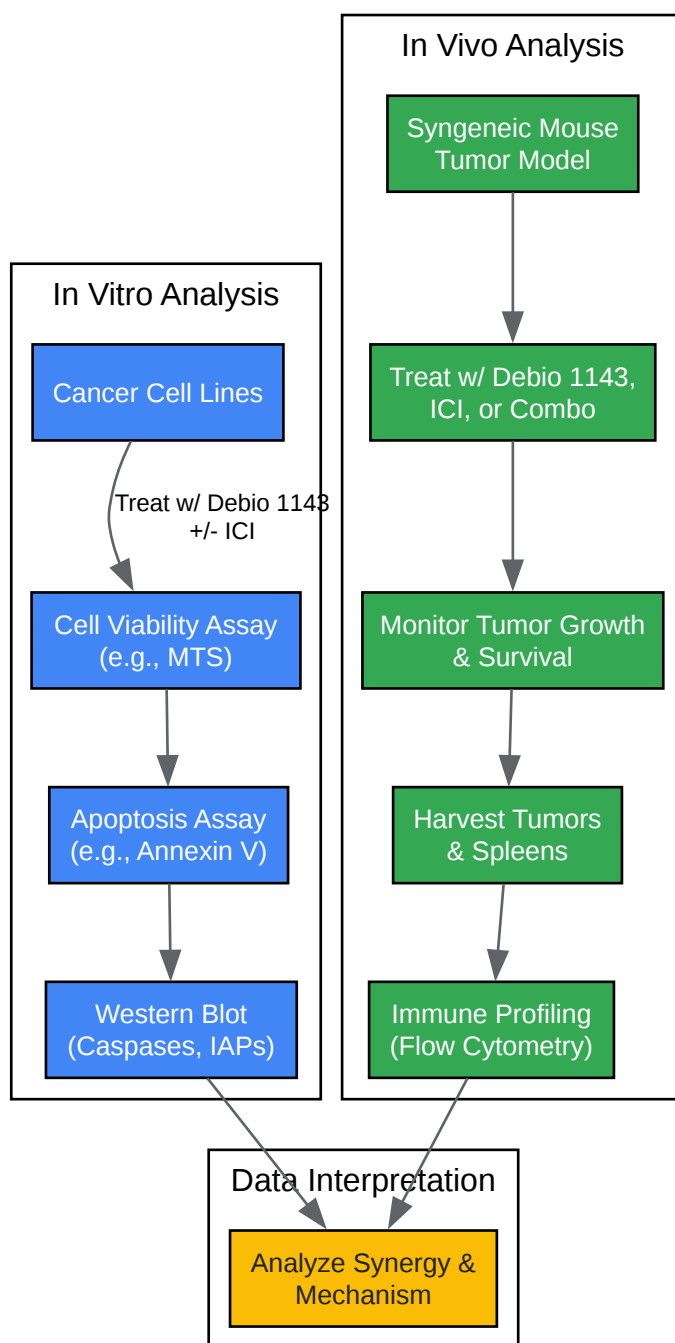 In Vitro Analysis
Cancer Cell Lines
Treat w/ Debio 1143
+/- ICI
Cell Viability Assay
(e.g., MTS)
Apoptosis Assay
(e.g., Annexin V)
Western Blot
(Caspases, IAPs)
In Vivo Analysis
Syngeneic Mouse
Tumor Model
Treat w/ Debio 1143,
ICI, or Combo
Monitor Tumor Growth
& Survival
Harvest Tumors
& Spleens
Immune Profiling
(Flow Cytometry)
Data Interpretation
Analyze Synergy &
Mechanism